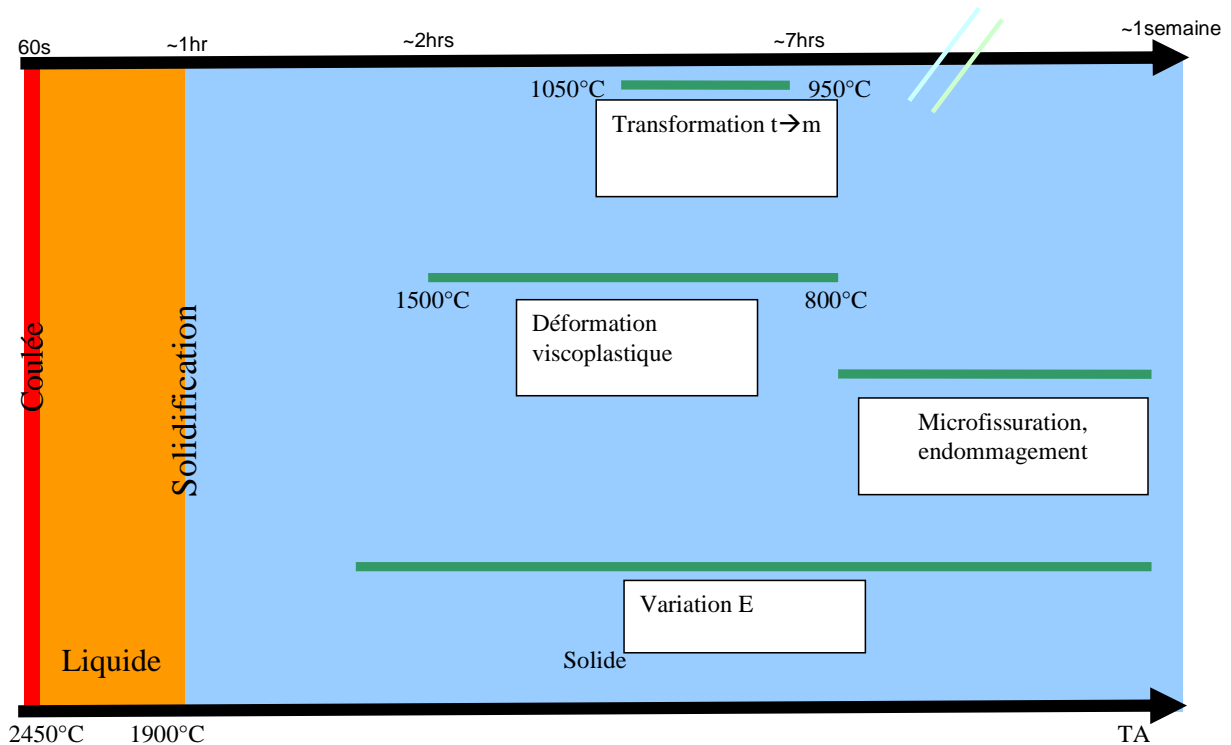 60s
~1hr
~2hrs
~7hrs
~1semaine
1050°C
950°C
Transformation t→m
1500°C
800°C
Déformation
viscoplastique
Coulée
Solidification
Microfissuration,
endommagement
Variation E
Liquide
Solide
2450°C
1900°C
TA